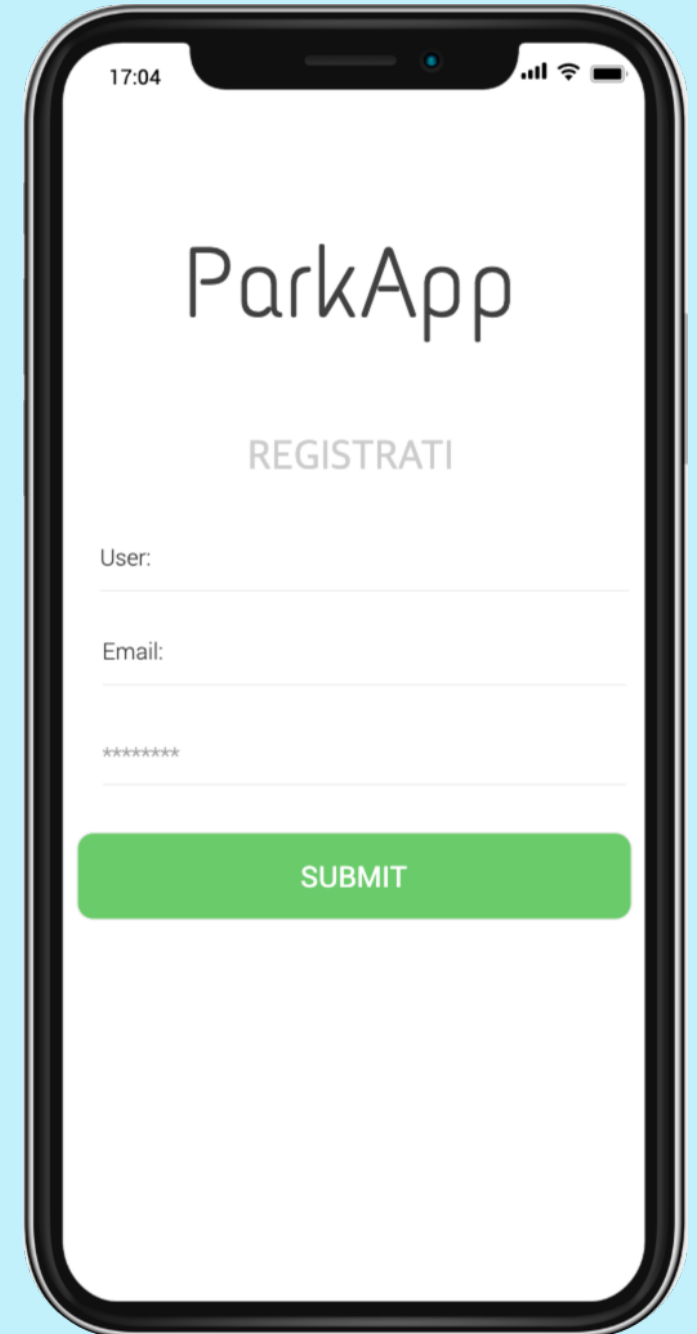 17:04
ParkApp
REGISTRATI
User:
Email:
********
SUBMIT